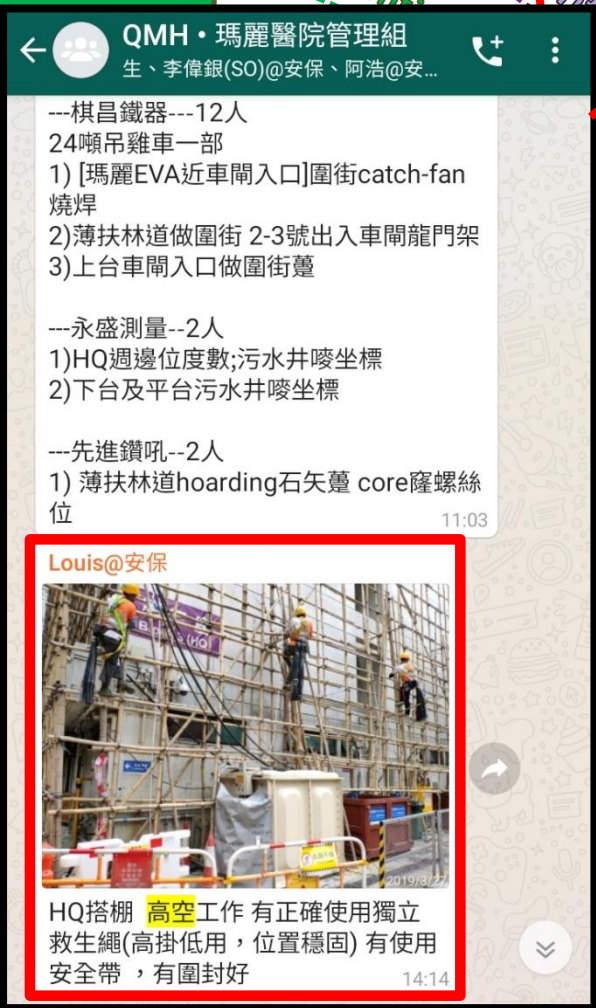 QMH • 瑪麗醫院管理組
生、李偉銀(SO)@安保、阿浩@安...
---棋昌鐵器---12人
24噸吊雞車一部
1) [瑪麗EVA近車閘入口]圍街catch-fan
燒焊
2)薄扶林道做圍街 2-3號出入車閘龍門架
3)上台車閘入口做圍街躉
---永盛測量--2人
1)HQ週邊位度數;污水井嘜坐標
2)下台及平台污水井嘜坐標
---先進鑽吼--2人
1) 薄扶林道hoarding石矢躉 core窿螺絲
位
11:03
Louis@安保
(HQ)
2019/3/27
HQ搭棚 高空工作 有正確使用獨立
救生繩(高掛低用，位置穩固) 有使用
安全帶 ，有圍封好
14:14